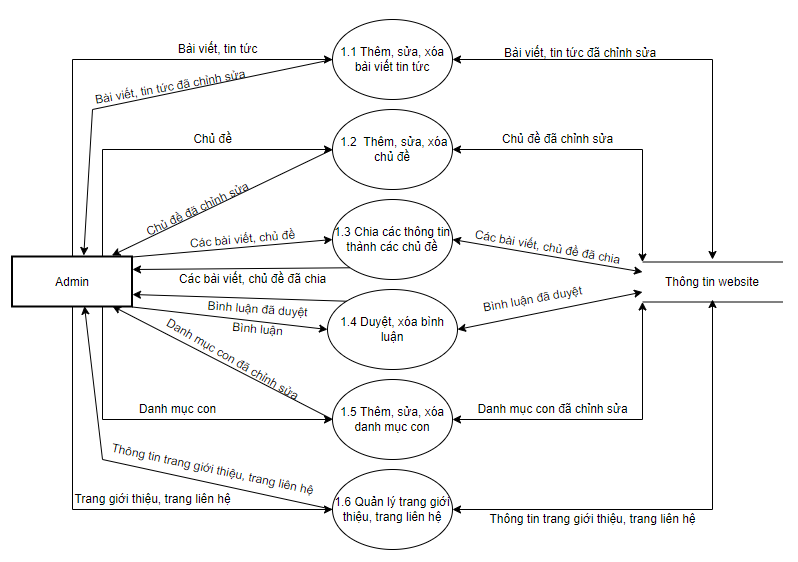 Bài viết, tin tức
1.1 Thêm, sửa, xóa
bài viết tin tức
Bài viết, tin tức đã chỉnh sửa
Bài viết, tin tức đã chỉnh sửa
Chủ đề
1.2 Thêm, sửa, xóa
chủ đề
Chủ đề đã chỉnh sửa
Chủ đề đã chỉnh sửa
1.3 Chia các thông tin
thành các chủ đề
Các bài viết, chủ đề
Các bài viết, chủ đề đã chia
Các bài viết, chủ đề đã chia
Admin
Thông tin website
Bình luận đã duyệt
Bình luận
1.4 Duyệt, xóa bình
luận
Bình luận đã duyệt
Danh mục con đã chỉnh sửa
Danh mục con
1.5 Thêm, sửa, xóa
danh mục con
Danh mục con đã chỉnh sửa
Thông tin trang giới thiệu, trang liên hệ
Trang giới thiệu, trang liên hệ
1.6 Quản lý trang giới
thiệu, trang liên hệ
Thông tin trang giới thiệu, trang liên hệ